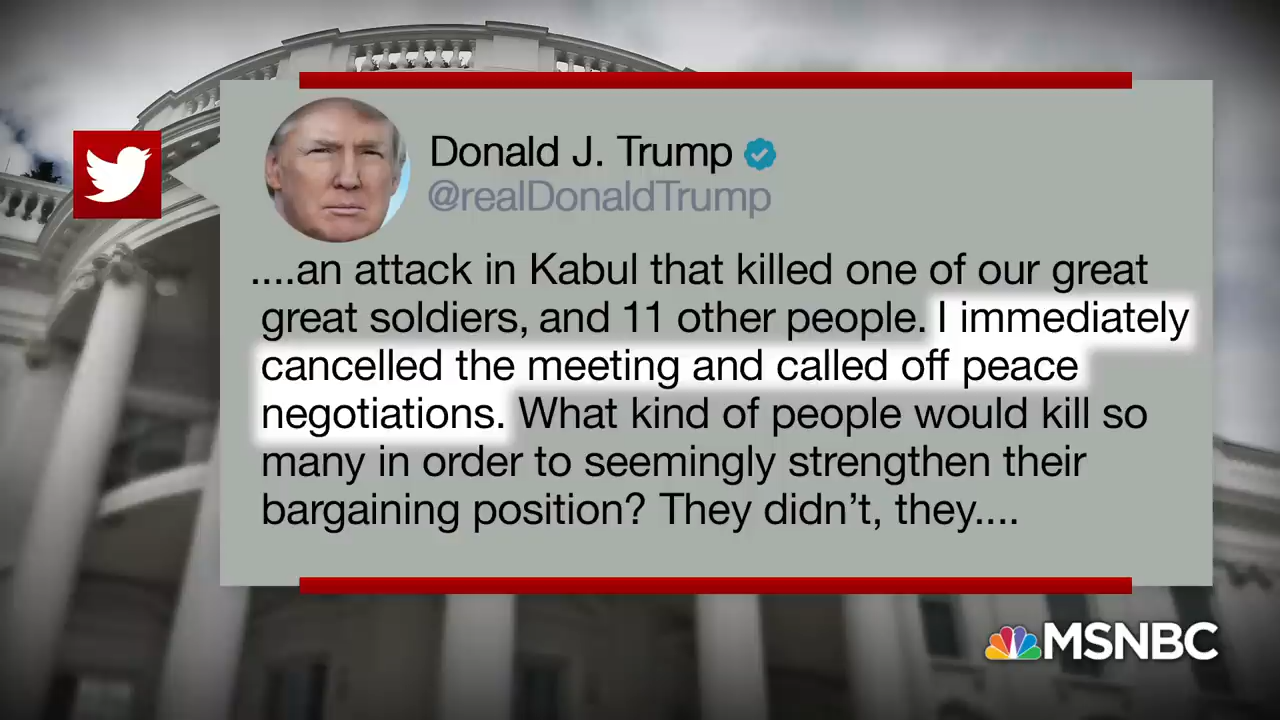 Donald J. Trump
@realDonaldTrump
....an attack in Kabul that killed one of our great
great soldiers, and 11 other people. I immediately
cancelled the meeting and called off peace
negotiations. What kind of people would kill so
many in order to seemingly strengthen their
bargaining position? They didn’t, they....
MSNBC